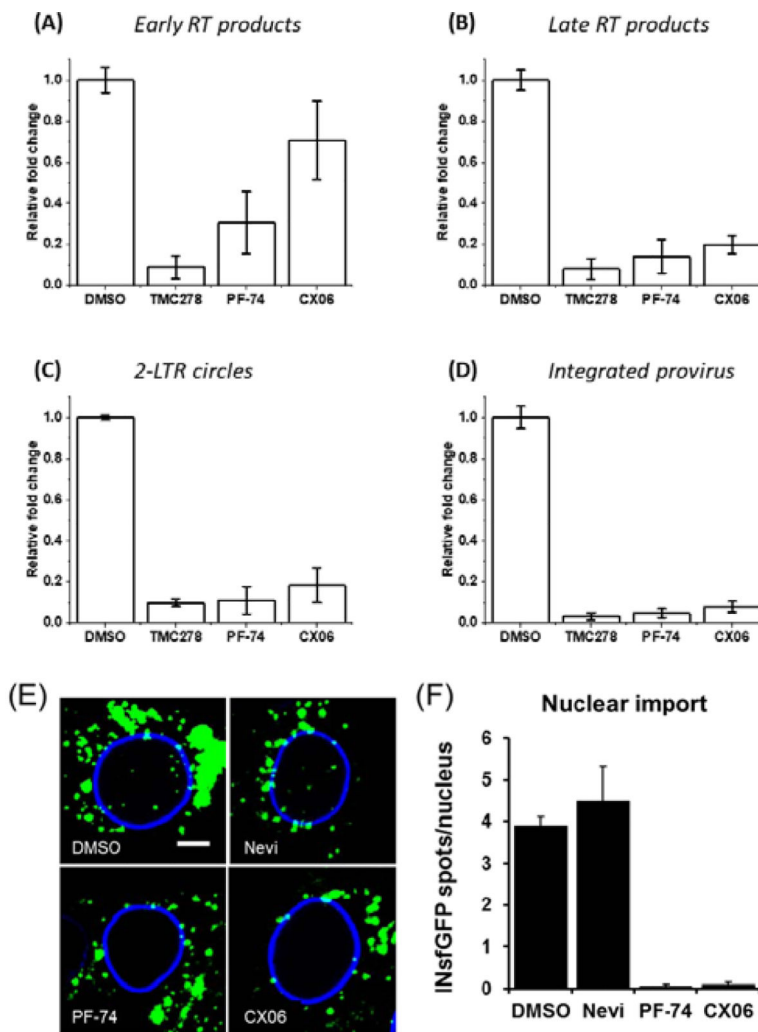 (A) Early RT products
Relative fold change
1.0
0.8
0.6
0.4
0.2
0.0
DMSO TMC278 PF-74 CX06
(B) Late RT products
Relative fold change
1.0
0.8
0.6
0.4
0.2
0.0
DMSO TMC278 PF-74 CX06
(C) 2-LTR circles
Relative fold change
1.0
0.8
0.6
0.4
0.2
0.0
DMSO TMC278 PF-74 CX06
(D) Integrated provirus
Relative fold change
1.0
0.8
0.6
0.4
0.2
0.0
DMSO TMC278 PF-74 CX06
(E)
DMSO
Nevi
PF-74
CX06
(F)
Nuclear import
INsfGFP spots/nucleus
6
5
4
3
2
1
0
DMSO Nevi PF-74 CX06